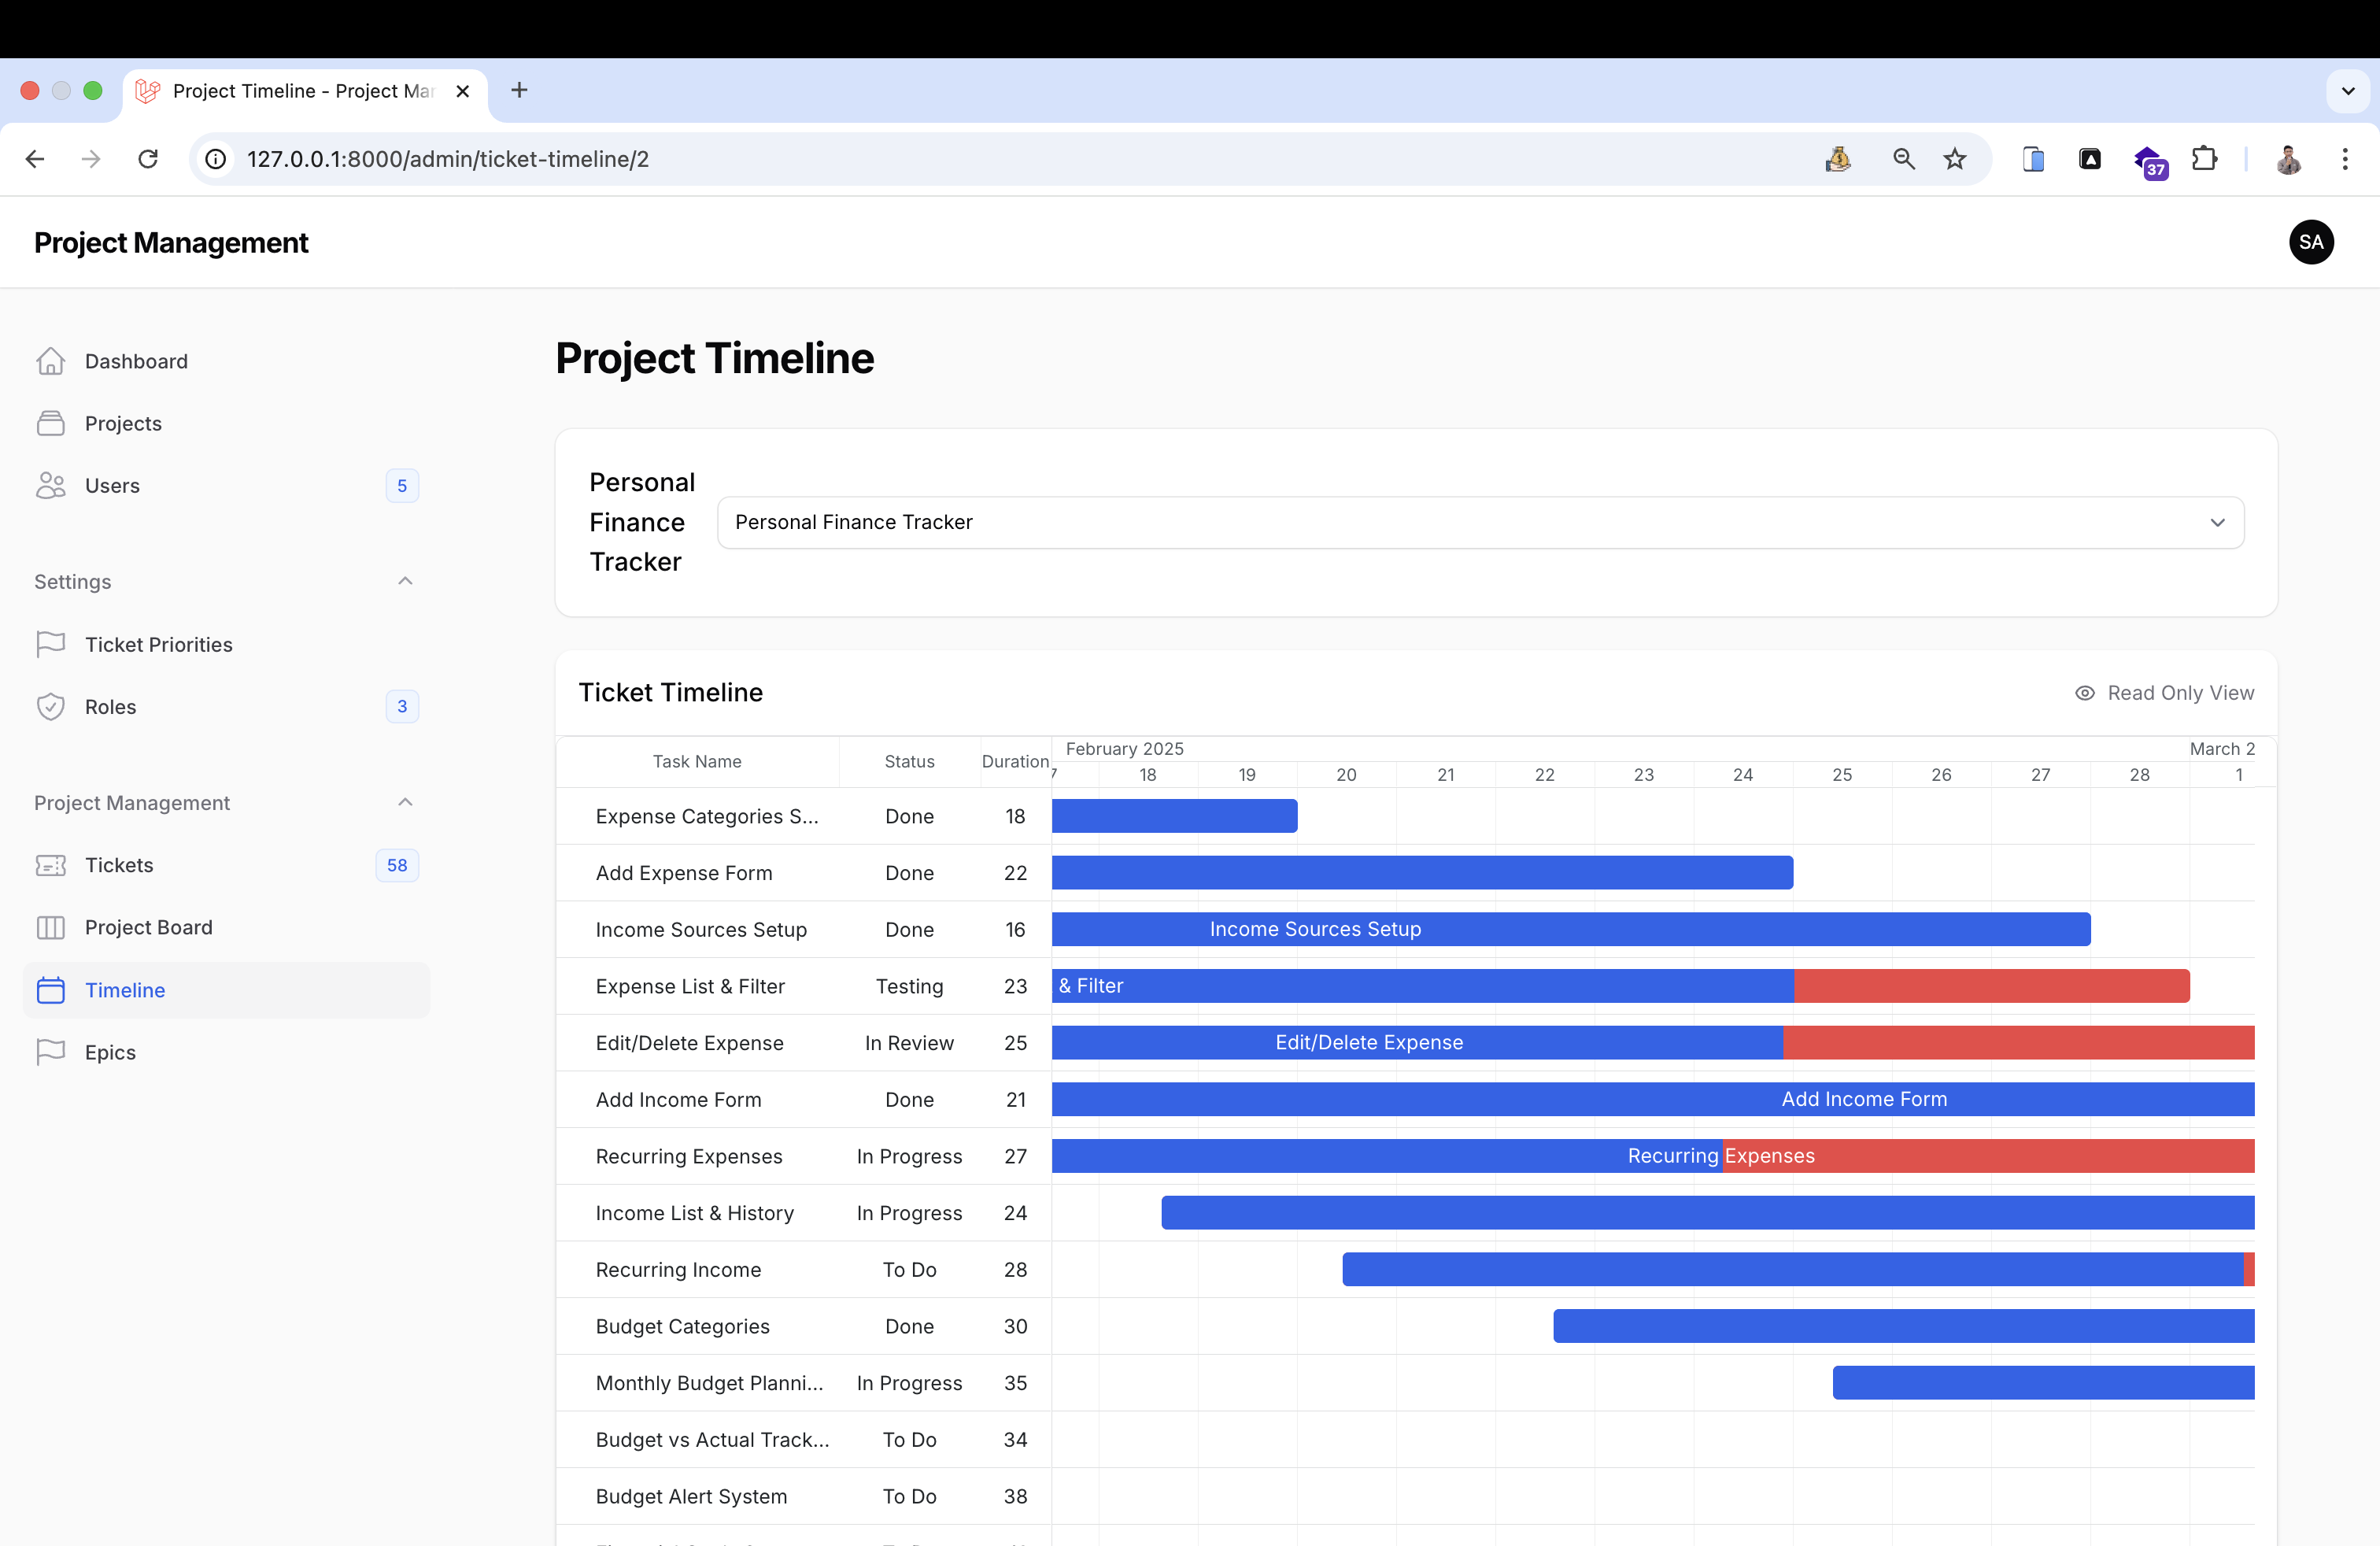 Project Timeline - Project Mar
127.0.0.1:8000/admin/ticket-timeline/2
37
Project Management
SA
Dashboard
Projects
Users
5
Settings
Ticket Priorities
Roles
3
Project Management
Tickets
58
Project Board
Timeline
Epics
Project Timeline
Personal
Finance
Tracker
Personal Finance Tracker
Ticket Timeline
Read Only View
Task Name Status Duration
February 2025 March 2
7 18 19 20 21 22 23 24 25 26 27 28 1
Expense Categories S... Done 18
Add Expense Form Done 22
Income Sources Setup Done 16 Income Sources Setup
Expense List & Filter Testing 23 & Filter
Edit/Delete Expense In Review 25 Edit/Delete Expense
Add Income Form Done 21 Add Income Form
Recurring Expenses In Progress 27 Recurring Expenses
Income List & History In Progress 24
Recurring Income To Do 28
Budget Categories Done 30
Monthly Budget Planni... In Progress 35
Budget vs Actual Track... To Do 34
Budget Alert System To Do 38